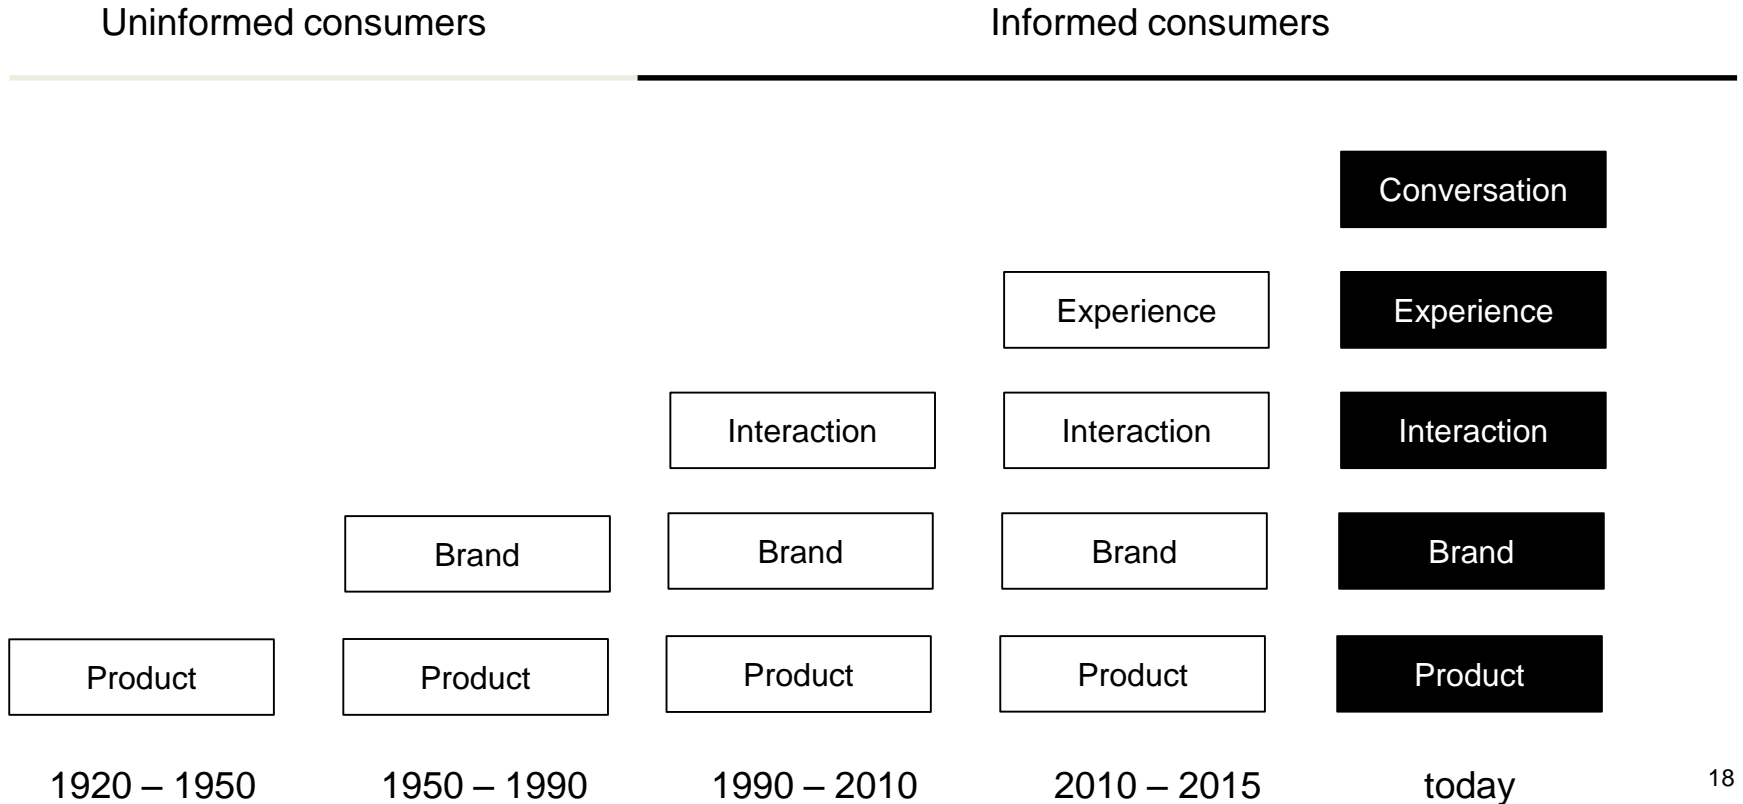 Uninformed consumers Informed consumers
Conversation
Experience Experience
Interaction Interaction Interaction
Brand Brand Brand Brand
Product Product Product Product Product
1920 – 1950 1950 – 1990 1990 – 2010 2010 – 2015 today 18